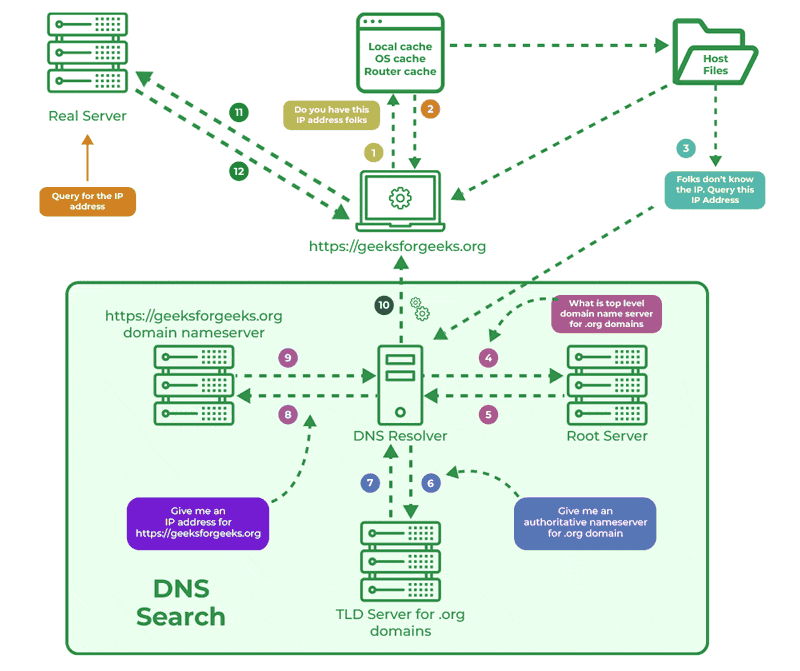 Local cache
OS cache
Router cache
Host
Files
Real Server
Do you have this
IP address folks
2
11
1
3
12
Query for the IP
address
Folks don't know
the IP. Query this
IP Address
https://geeksforgeeks.org
10
What is top level
domain name server
for .org domains
https://geeksforgeeks.org
domain nameserver
9
4
8
5
DNS Resolver
Root Server
7
6
Give me an
IP address for
https://geeksforgeeks.org
Give me an
authoritative nameserver
for .org domain
DNS
Search
TLD Server for .org
domains